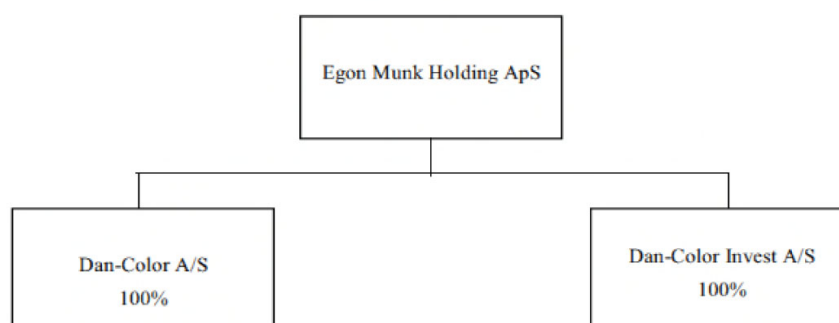 Egon Munk Holding ApS
Dan-Color A/S
100%
Dan-Color Invest A/S
100%